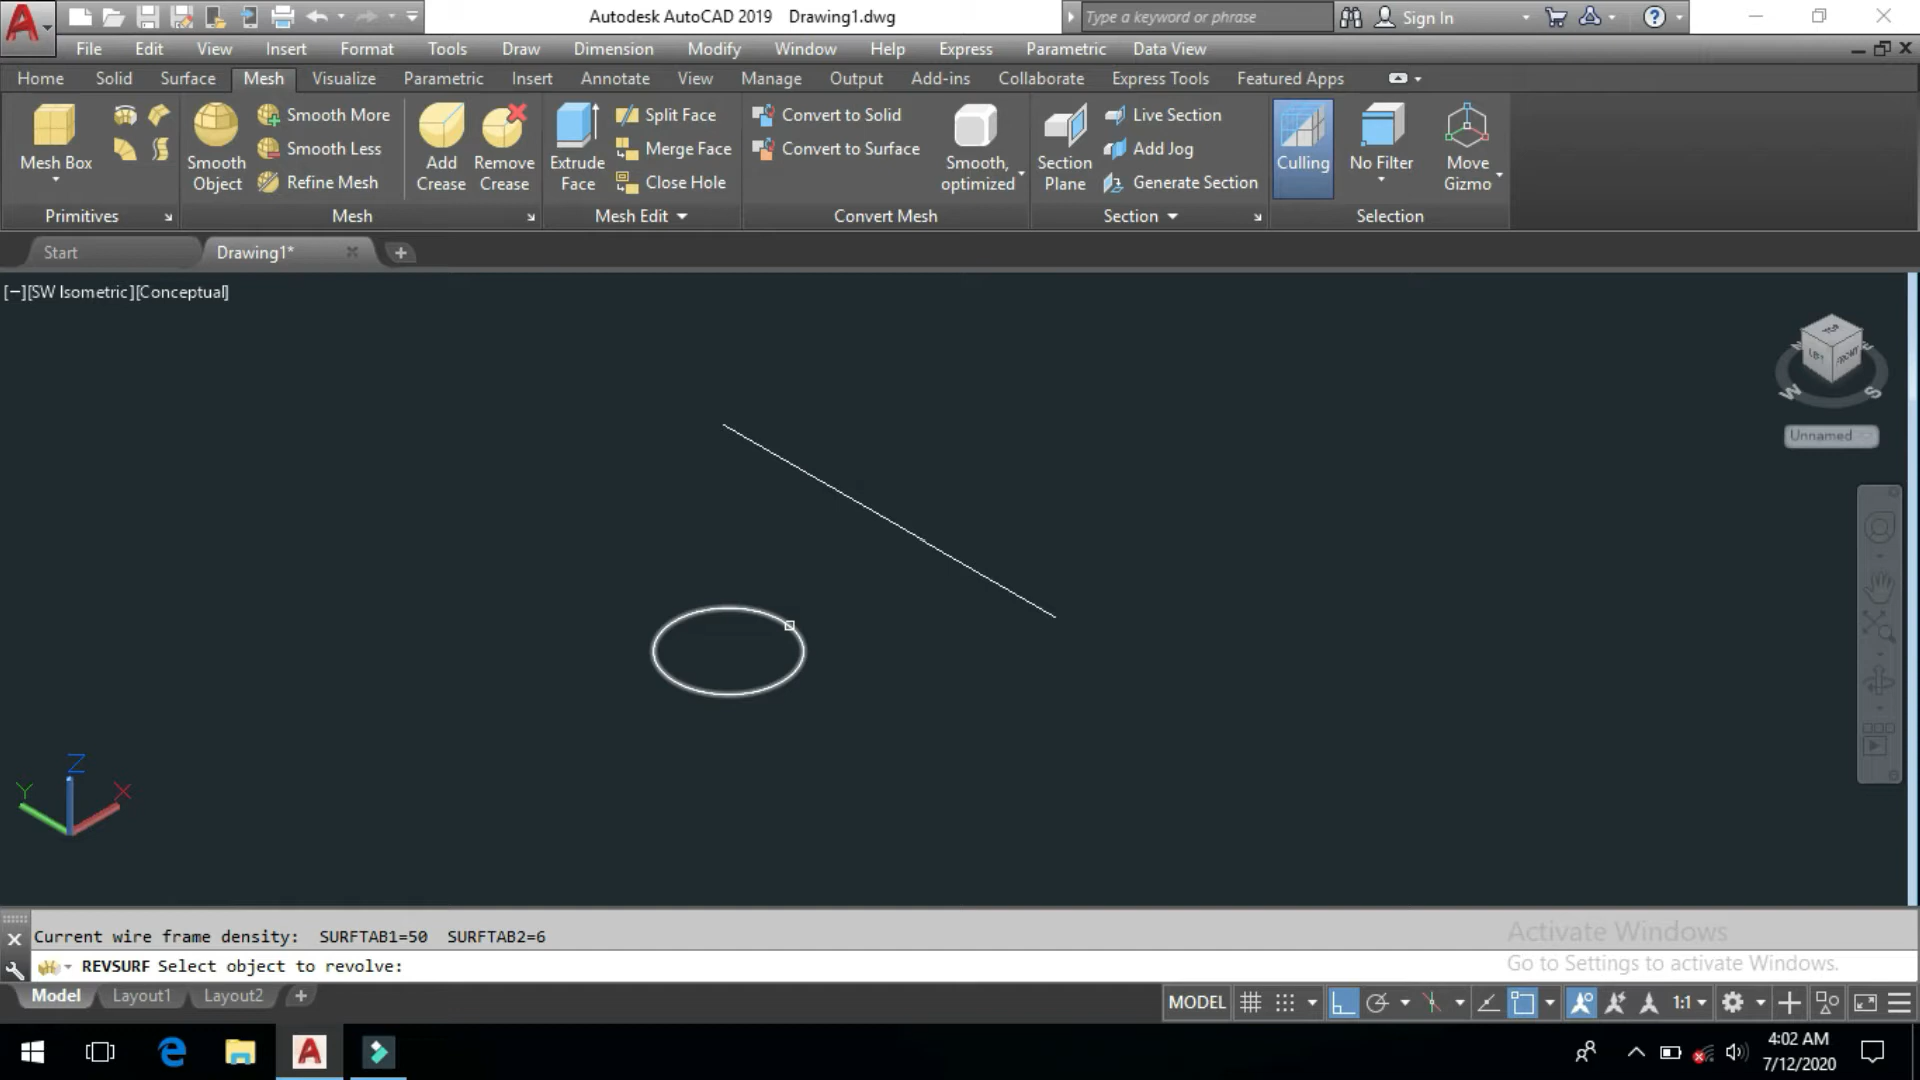 Autodesk AutoCAD 2019 Drawing1.dwg
Type a keyword or phrase
Sign In
File Edit View Insert Format Tools Draw Dimension Modify Window Help Express Parametric Data View
Home Solid Surface Mesh Visualize Parametric Insert Annotate View Manage Output Add-ins Collaborate Express Tools Featured Apps
Mesh Box
Smooth Object
Smooth More
Smooth Less
Refine Mesh
Add Crease
Remove Crease
Extrude Face
Split Face
Merge Face
Close Hole
Convert to Solid
Convert to Surface
Smooth, optimized
Section Plane
Live Section
Add Jog
Generate Section
Culling
No Filter
Move Gizmo
Primitives Mesh Mesh Edit Convert Mesh Section Selection
Start Drawing1*
[−][SW Isometric][Conceptual]
TOP
LEFT FRONT
W S
Unnamed
Z
Y X
Current wire frame density: SURFTAB1=50 SURFTAB2=6
REVSURF Select object to revolve:
Activate Windows
Go to Settings to activate Windows.
Model Layout1 Layout2
MODEL
1:1
4:02 AM
7/12/2020